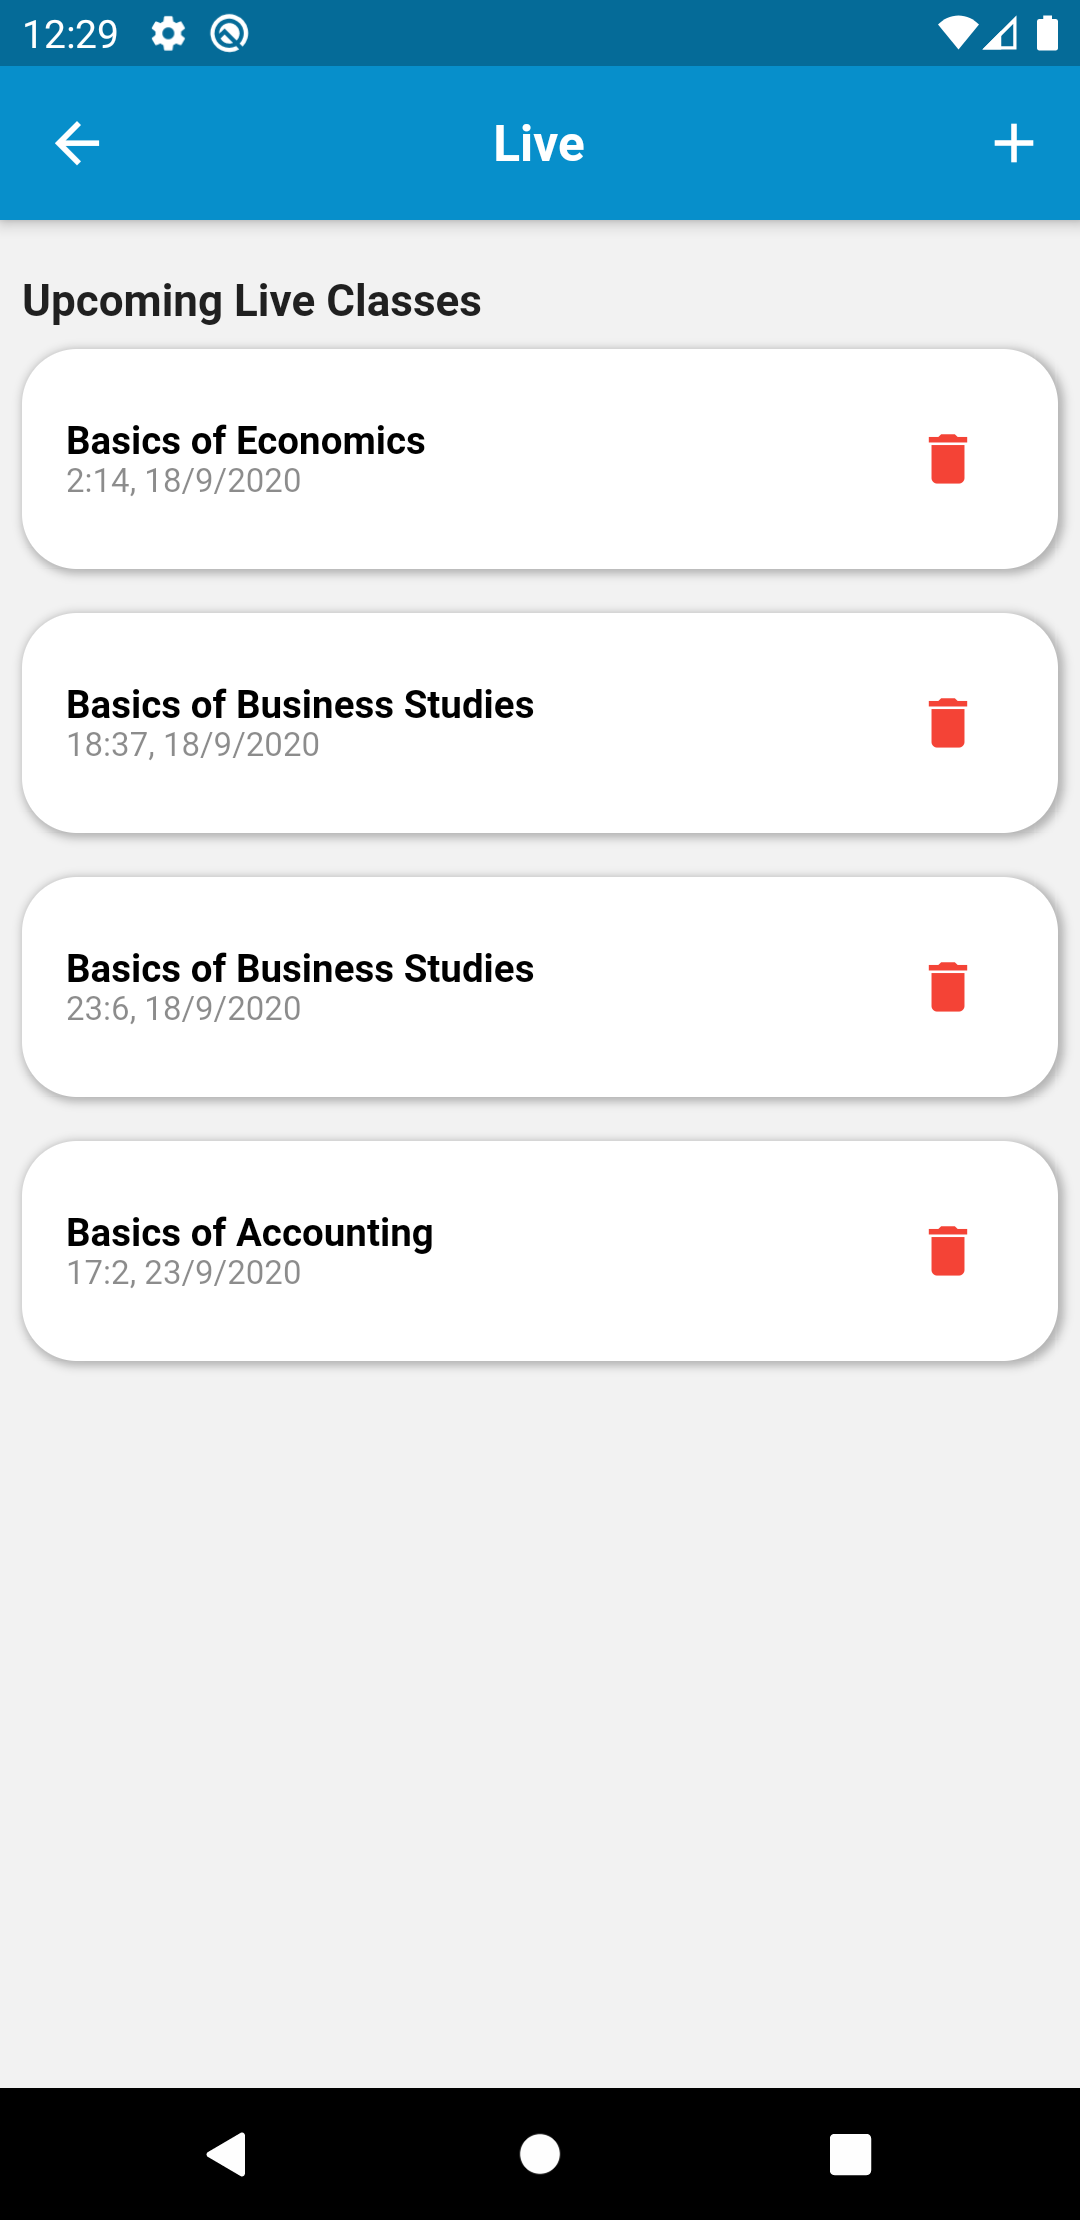 12:29
Live
Upcoming Live Classes
Basics of Economics
2:14, 18/9/2020
Basics of Business Studies
18:37, 18/9/2020
Basics of Business Studies
23:6, 18/9/2020
Basics of Accounting
17:2, 23/9/2020